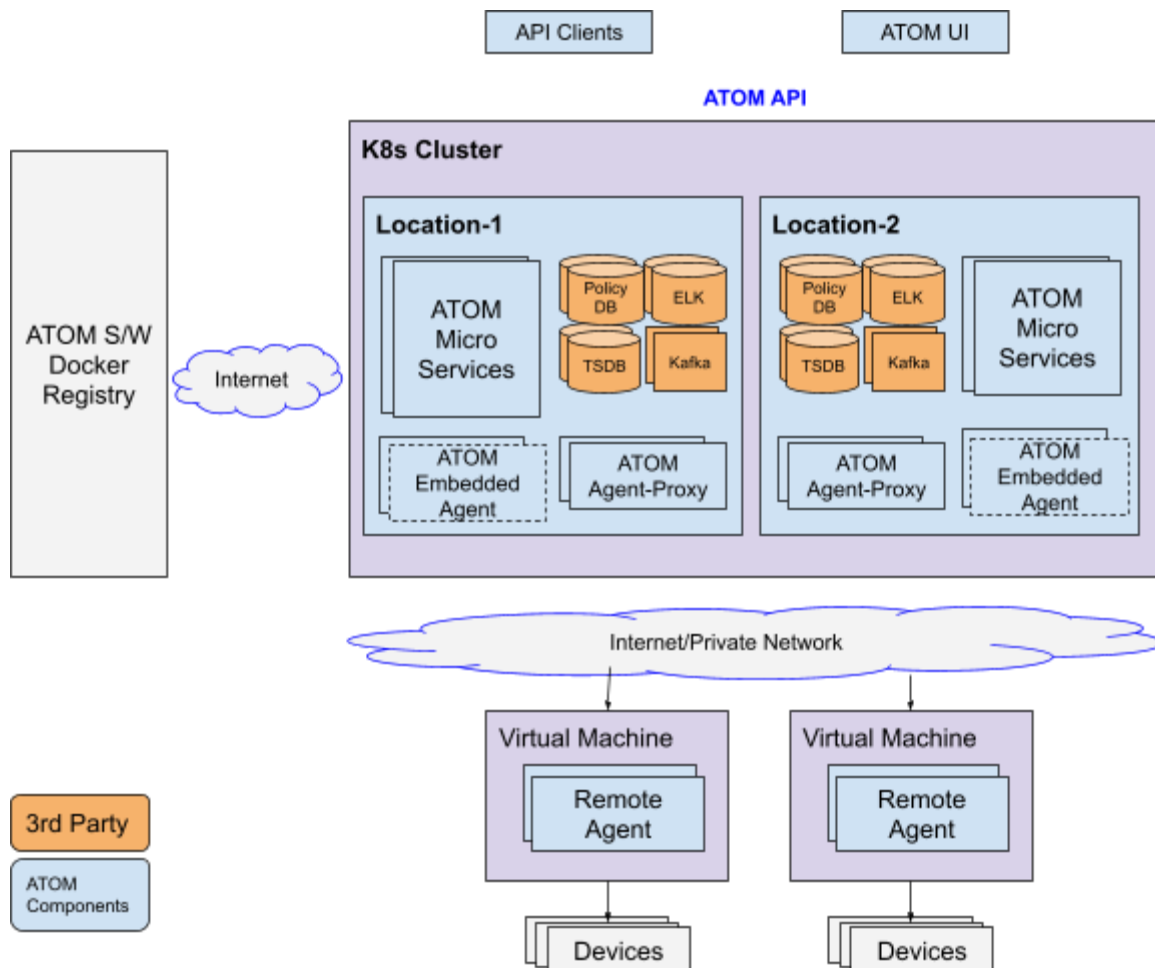 API Clients
ATOM UI
ATOM API
K8s Cluster
ATOM S/W
Docker
Registry
Internet
Location-1
ATOM
Micro
Services
Policy
DB
ELK
TSDB
Kafka
ATOM
Embedded
Agent
ATOM
Agent-Proxy
Location-2
Policy
DB
ELK
TSDB
Kafka
ATOM
Micro
Services
ATOM
Agent-Proxy
ATOM
Embedded
Agent
Internet/Private Network
Virtual Machine
Remote
Agent
Devices
Virtual Machine
Remote
Agent
Devices
3rd Party
ATOM
Components